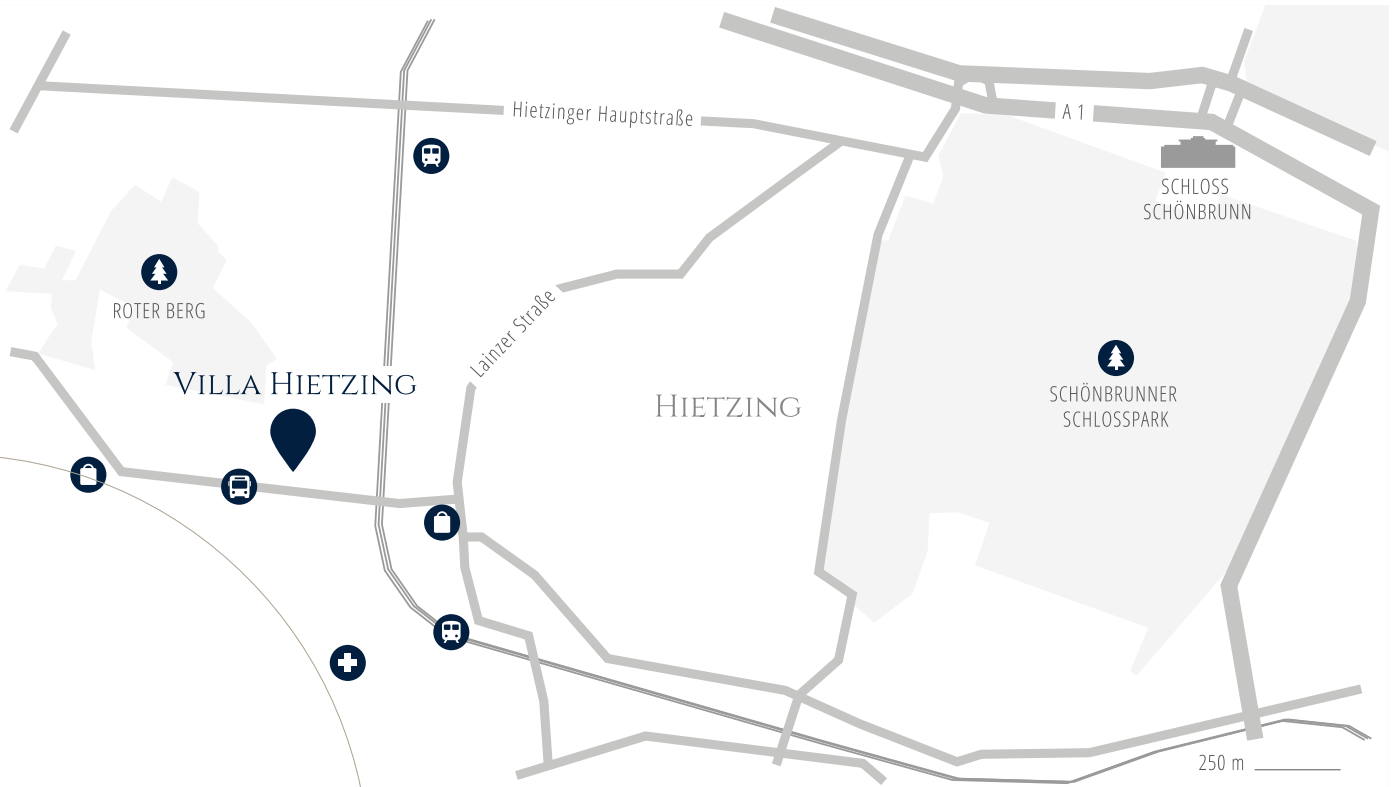 Hietzinger Hauptstraße
A 1
SCHLOSS
SCHÖNBRUNN
ROTER BERG
Lainzer Straße
VILLA HIETZING
HIETZING
SCHÖNBRUNNER
SCHLOSSPARK
250 m